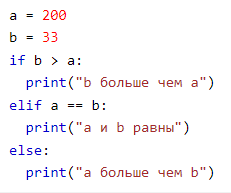 a = 200
b = 33
if b > a:
  print("b больше чем a")
elif a == b:
  print("a и b равны")
else:
  print("a больше чем b")